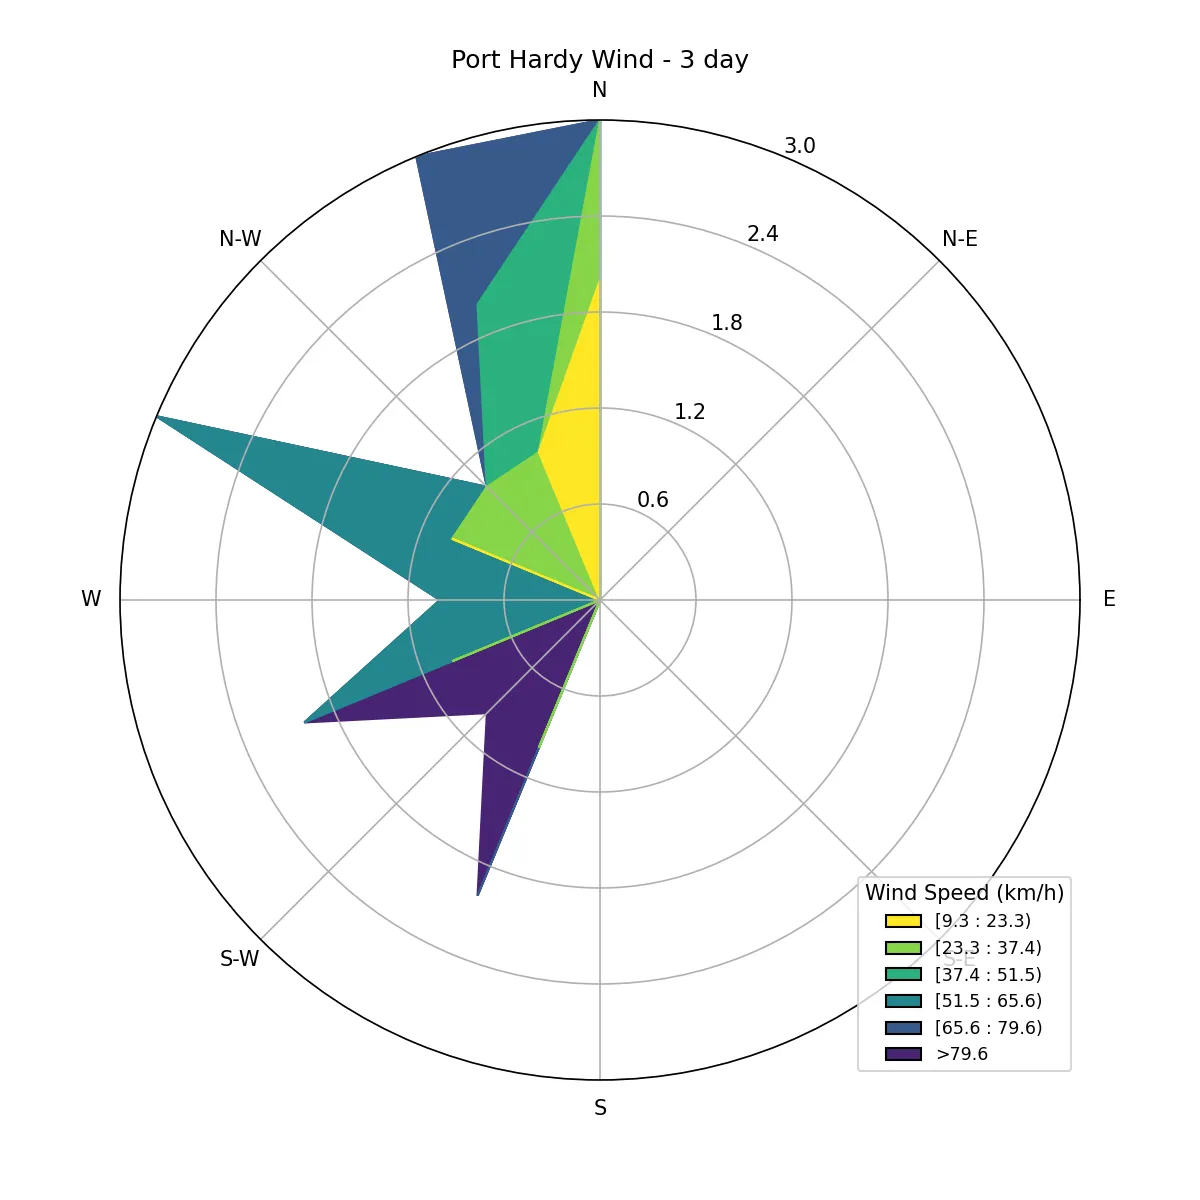 Port Hardy Wind - 3 day
N
3.0
N-W
2.4
N-E
1.8
1.2
0.6
W
E
S-W
S-E
S
Wind Speed (km/h)
[9.3 : 23.3)
[23.3 : 37.4)
[37.4 : 51.5)
[51.5 : 65.6)
[65.6 : 79.6)
>79.6